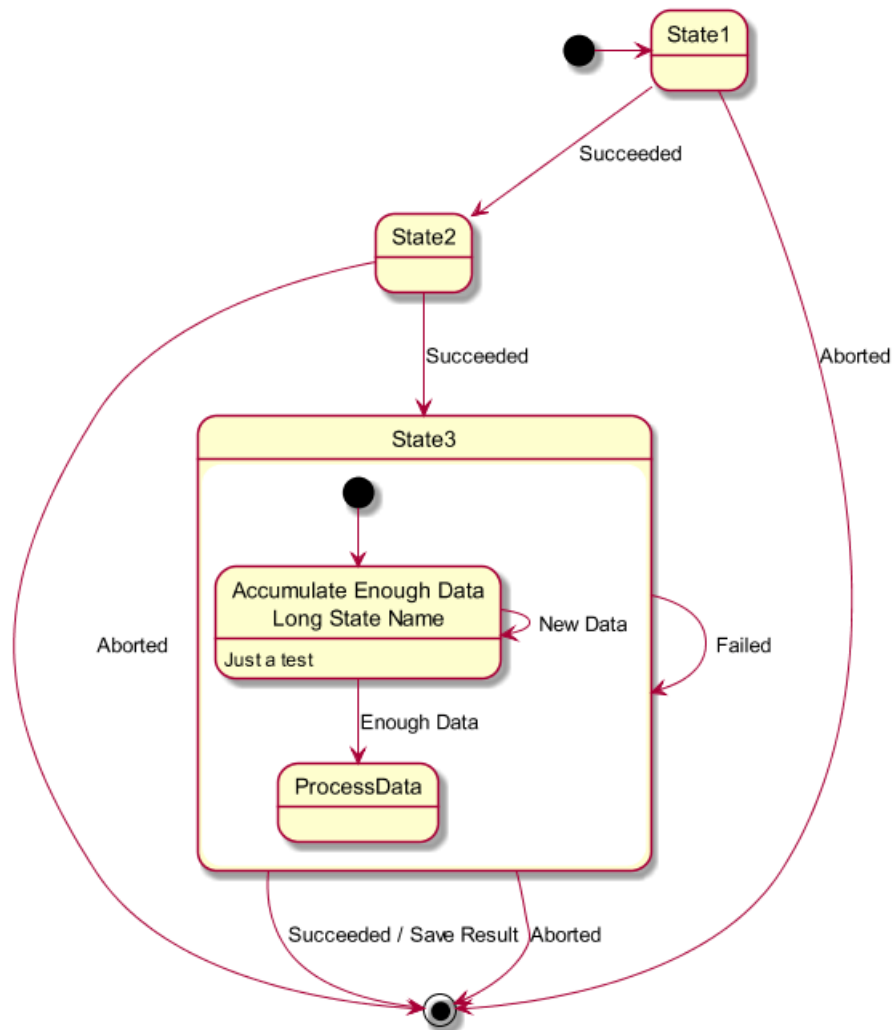 State1
Succeeded
State2
Aborted
Succeeded
State3
Accumulate Enough Data
Long State Name
New Data
Just a test
Aborted
Failed
Enough Data
ProcessData
Succeeded / Save Result
Aborted